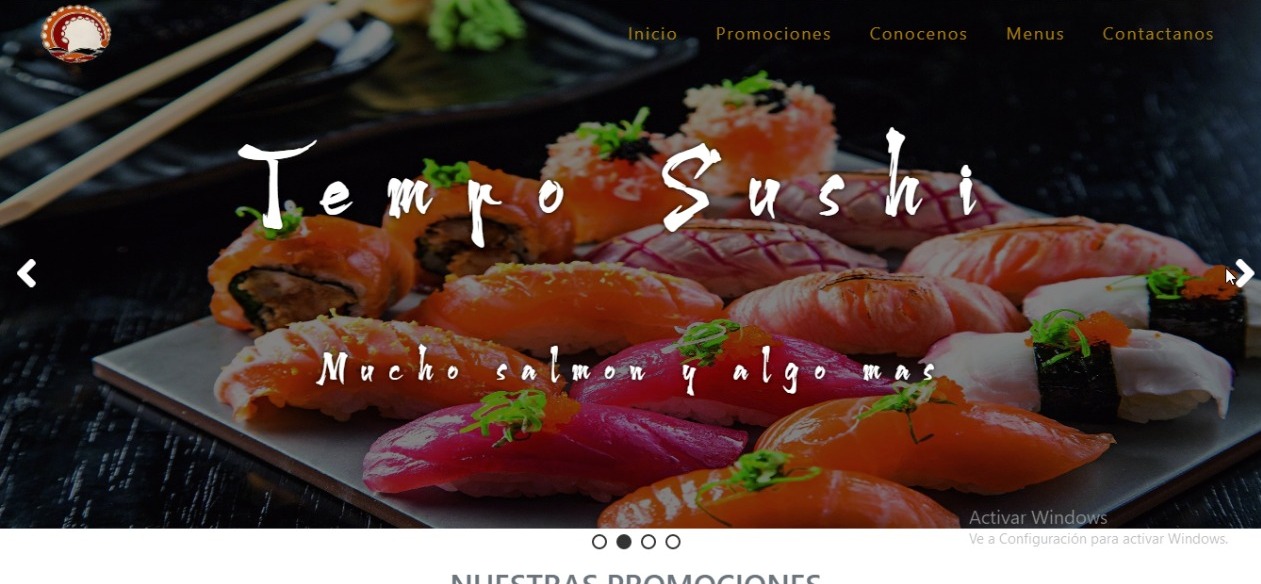 Inicio Promociones Conocenos Menus Contactanos
Tempo Sushi
Mucho salmon y algo mas
Activar Windows
Ve a Configuración para activar Windows.
NUESTRAS PROMOCIONES